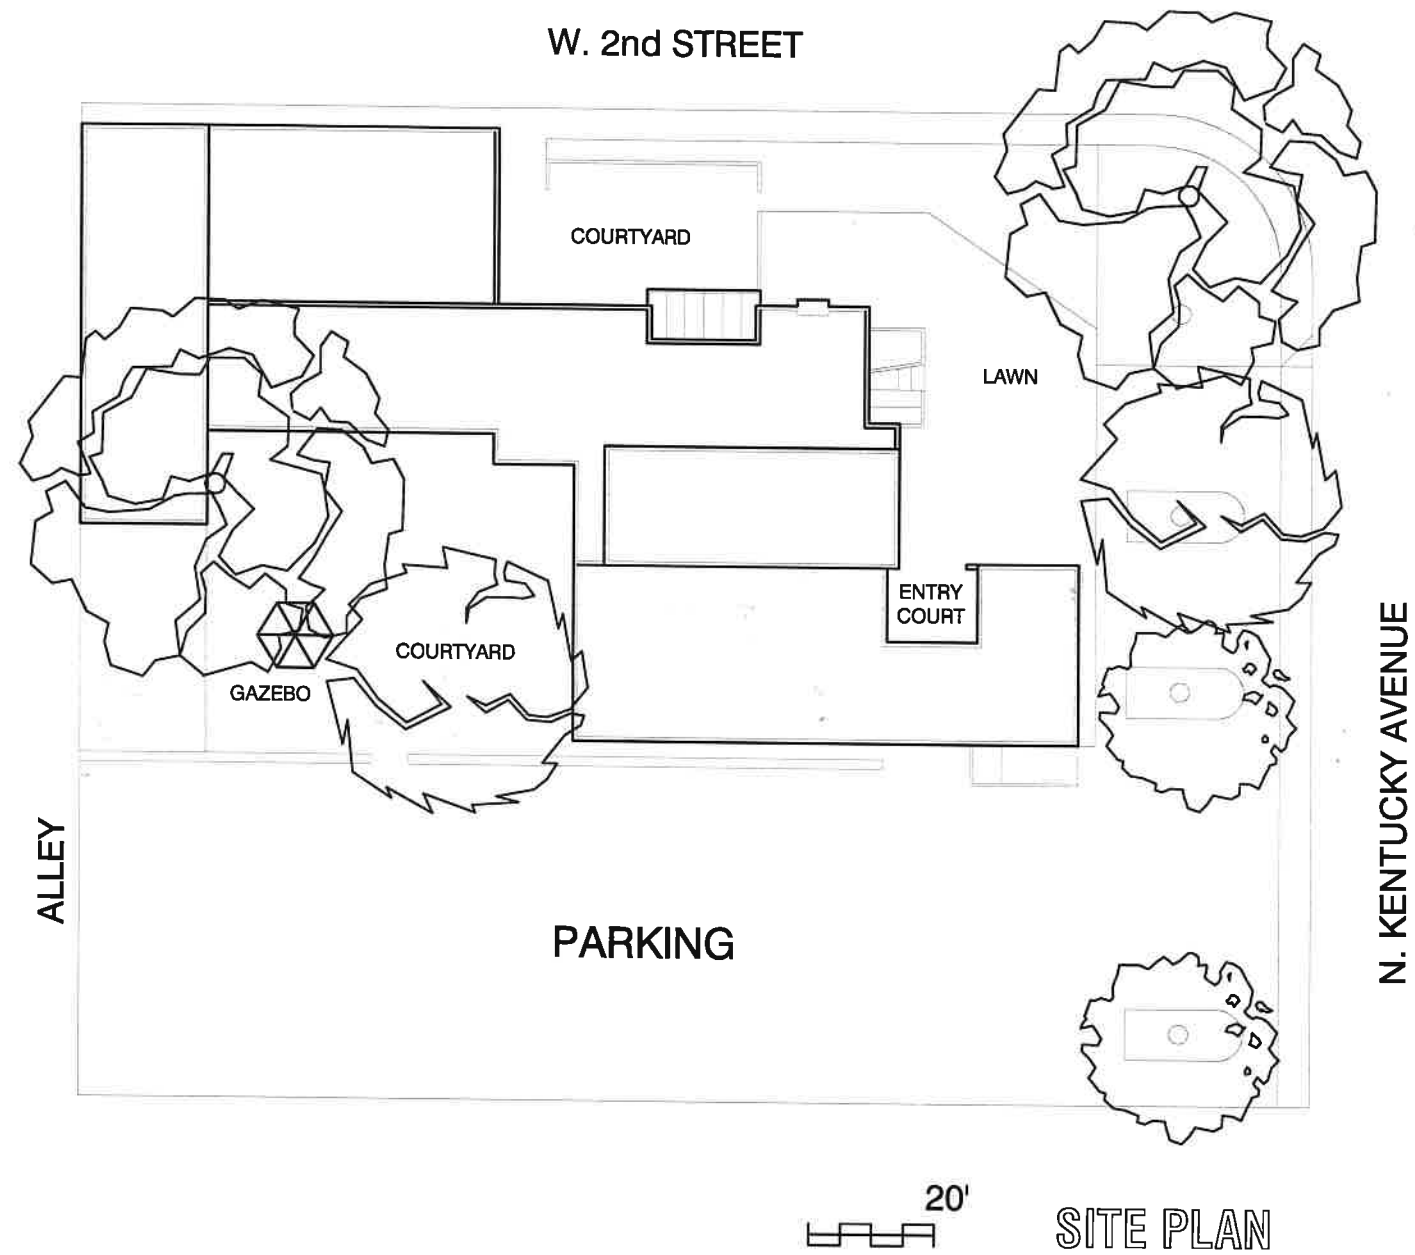 W. 2nd STREET
COURTYARD
LAWN
ENTRY
COURT
COURTYARD
GAZEBO
N. KENTUCKY AVENUE
ALLEY
PARKING
20'
SITE PLAN